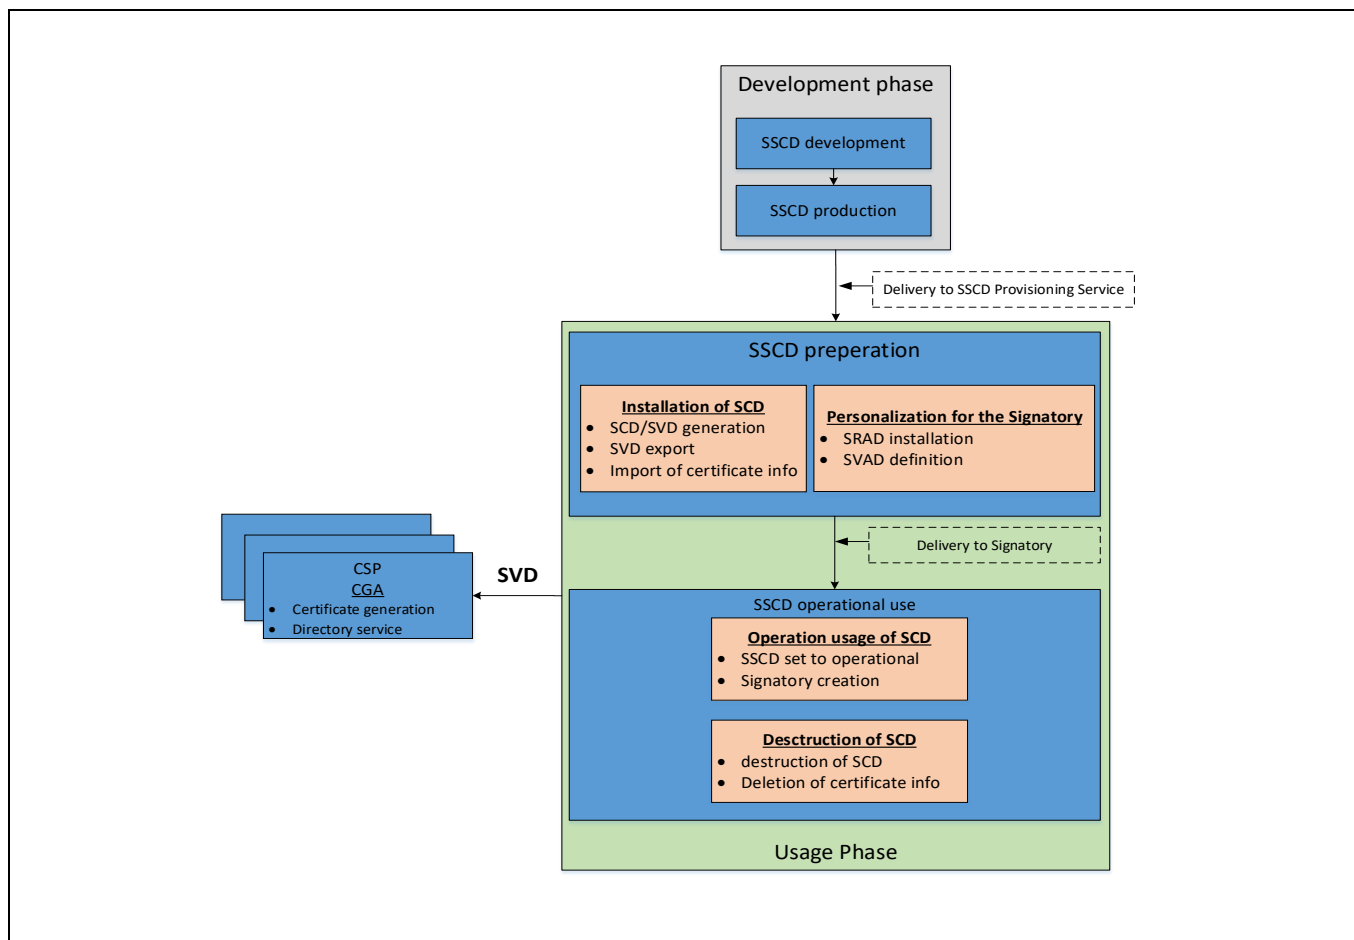 Development phase
SSCD development
SSCD production
Delivery to SSCD Provisioning Service
SSCD preperation
Installation of SCD
• SCD/SVD generation
• SVD export
• Import of certificate info
Personalization for the Signatory
• SRAD installation
• SVAD definition
Delivery to Signatory
CSP
CGA
• Certificate generation
• Directory service
SVD
SSCD operational use
Operation usage of SCD
• SSCD set to operational
• Signatory creation
Desctruction of SCD
• destruction of SCD
• Deletion of certificate info
Usage Phase